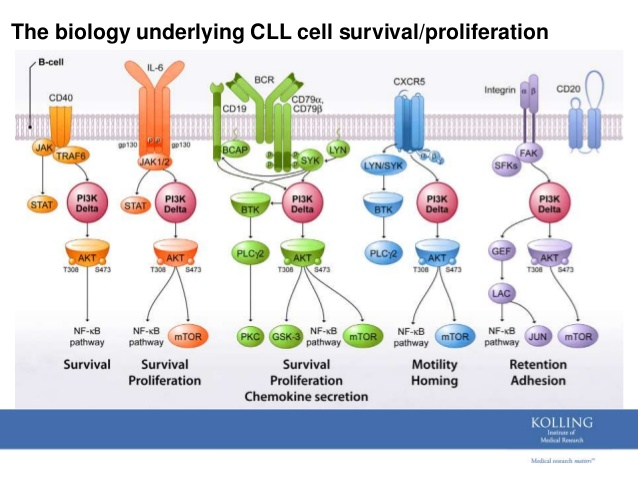 The biology underlying CLL cell survival/proliferation
B-cell
CD40
JAK
TRAF6
STAT
PI3K
Delta
AKT
T308
S473
NF-κB
pathway
Survival
IL-6
gp130
gp130
JAK1/2
STAT
PI3K
Delta
AKT
T308
S473
NF-κB
pathway
mTOR
Survival
Proliferation
BCR
CD19
CD79α,
CD79β
BCAP
LYN
SYK
BTK
PI3K
Delta
PLCγ2
AKT
T308
S473
PKC
GSK-3
NF-κB
pathway
mTOR
Survival
Proliferation
Chemokine secretion
CXCR5
LYN/SYK
BTK
PI3K
Delta
PLCγ2
AKT
T308
S473
NF-κB
pathway
mTOR
Motility
Homing
Integrin
α β
CD20
FAK
SFKs
PI3K
Delta
GEF
AKT
T308
S473
LAC
NF-κB
pathway
JUN
mTOR
Retention
Adhesion
KOLLING
Institute of
Medical Research
Medical research matters™